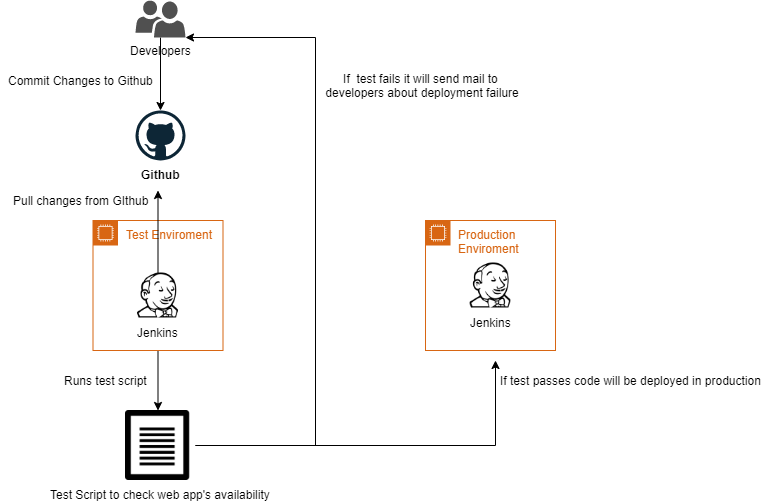 Developers
Commit Changes to Github
If  test fails it will send mail to
developers about deployment failure
Github
Pull changes from GIthub
Test Enviroment
Production
Enviroment
Jenkins
Jenkins
Runs test script
If test passes code will be deployed in production
Test Script to check web app's availability